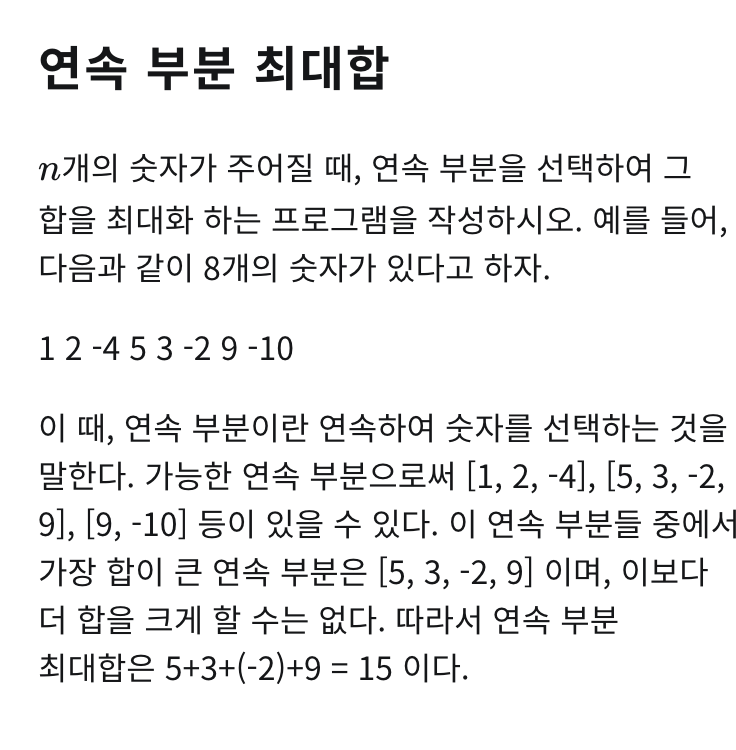 연속 부분 최대합
n개의 숫자가 주어질 때, 연속 부분을 선택하여 그
합을 최대화 하는 프로그램을 작성하시오. 예를 들어,
다음과 같이 8개의 숫자가 있다고 하자.
1 2 -4 5 3 -2 9 -10
이 때, 연속 부분이란 연속하여 숫자를 선택하는 것을
말한다. 가능한 연속 부분으로써 [1, 2, -4], [5, 3, -2,
9], [9, -10] 등이 있을 수 있다. 이 연속 부분들 중에서
가장 합이 큰 연속 부분은 [5, 3, -2, 9] 이며, 이보다
더 합을 크게 할 수는 없다. 따라서 연속 부분
최대합은 5+3+(-2)+9 = 15 이다.